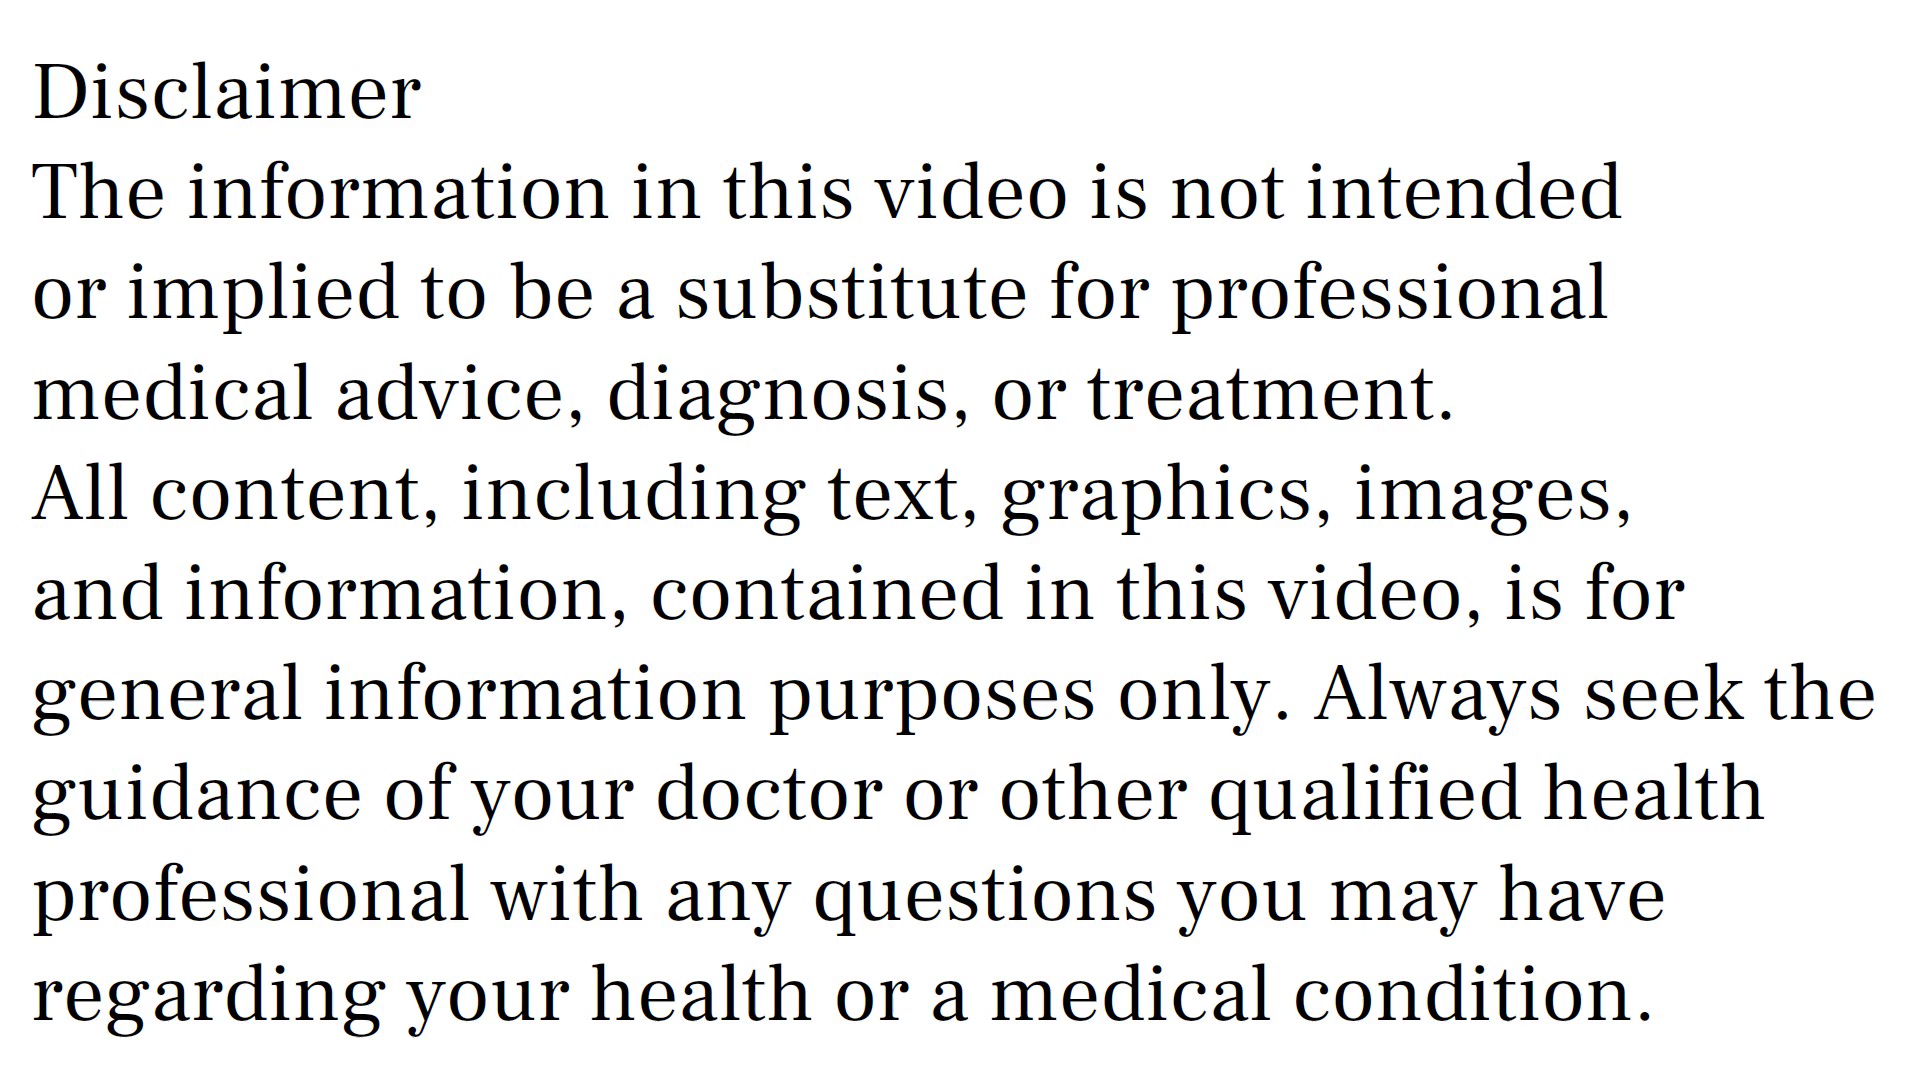 Disclaimer
The information in this video is not intended
or implied to be a substitute for professional
medical advice, diagnosis, or treatment.
All content, including text, graphics, images,
and information, contained in this video, is for
general information purposes only. Always seek the
guidance of your doctor or other qualified health
professional with any questions you may have
regarding your health or a medical condition.